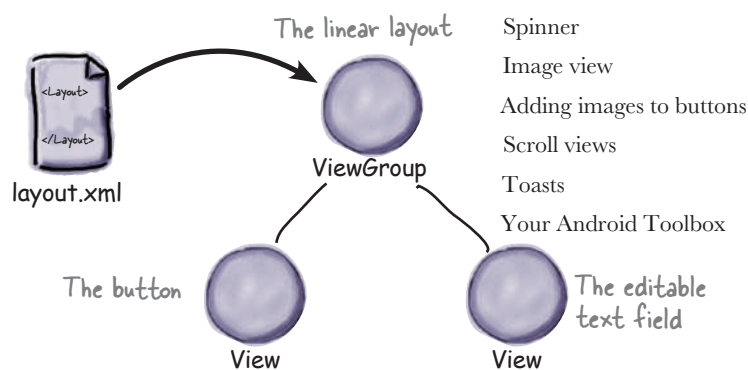 The linear layout
<Layout>
</Layout>
layout.xml
ViewGroup
The button
View
View
The editable
text field
Spinner
Image view
Adding images to buttons
Scroll views
Toasts
Your Android Toolbox